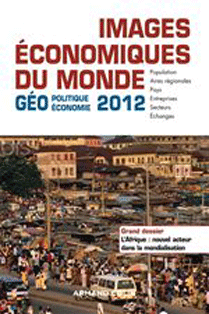 IMAGES
ÉCONOMIQUES
DU MONDE
GÉO POLITIQUE
ÉCONOMIE 2012
Population
Aires régionales
Pays
Entreprises
Secteurs
Échanges
Grand dossier
L'Afrique : nouvel acteur
dans la mondialisation
ARMAND COLIN